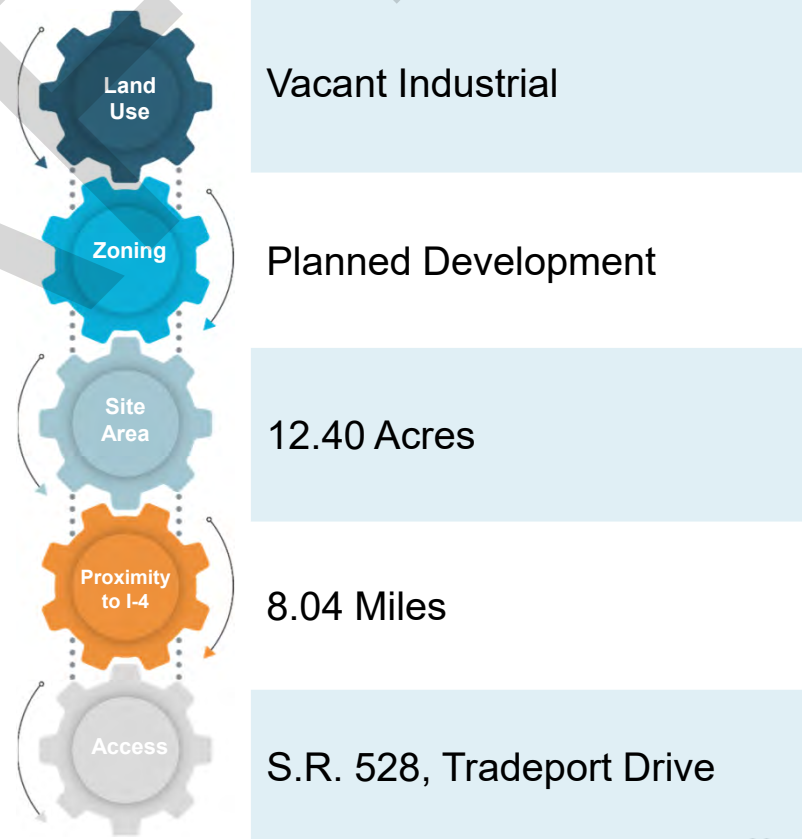 Land
Use
Vacant Industrial
Zoning
Planned Development
Site
Area
12.40 Acres
Proximity
to I-4
8.04 Miles
Access
S.R. 528, Tradeport Drive